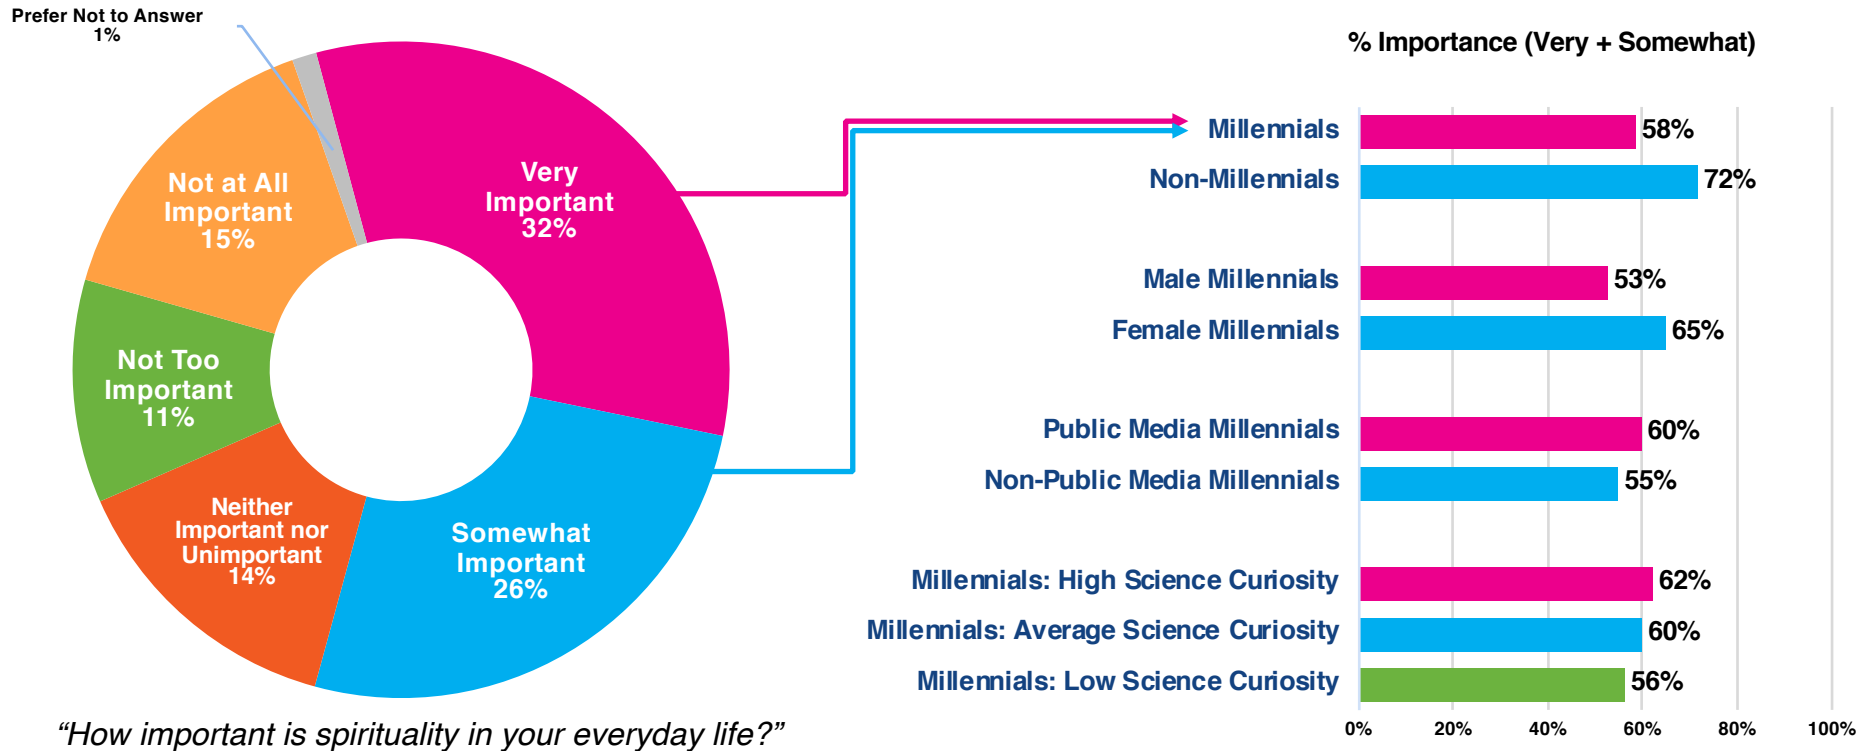 Prefer Not to Answer
1%
Very
Important
32%
Somewhat
Important
26%
Neither
Important nor
Unimportant
14%
Not Too
Important
11%
Not at All
Important
15%
“How important is spirituality in your everyday life?”
% Importance (Very + Somewhat)
Millennials 58%
Non-Millennials 72%
Male Millennials 53%
Female Millennials 65%
Public Media Millennials 60%
Non-Public Media Millennials 55%
Millennials: High Science Curiosity 62%
Millennials: Average Science Curiosity 60%
Millennials: Low Science Curiosity 56%
0% 20% 40% 60% 80% 100%